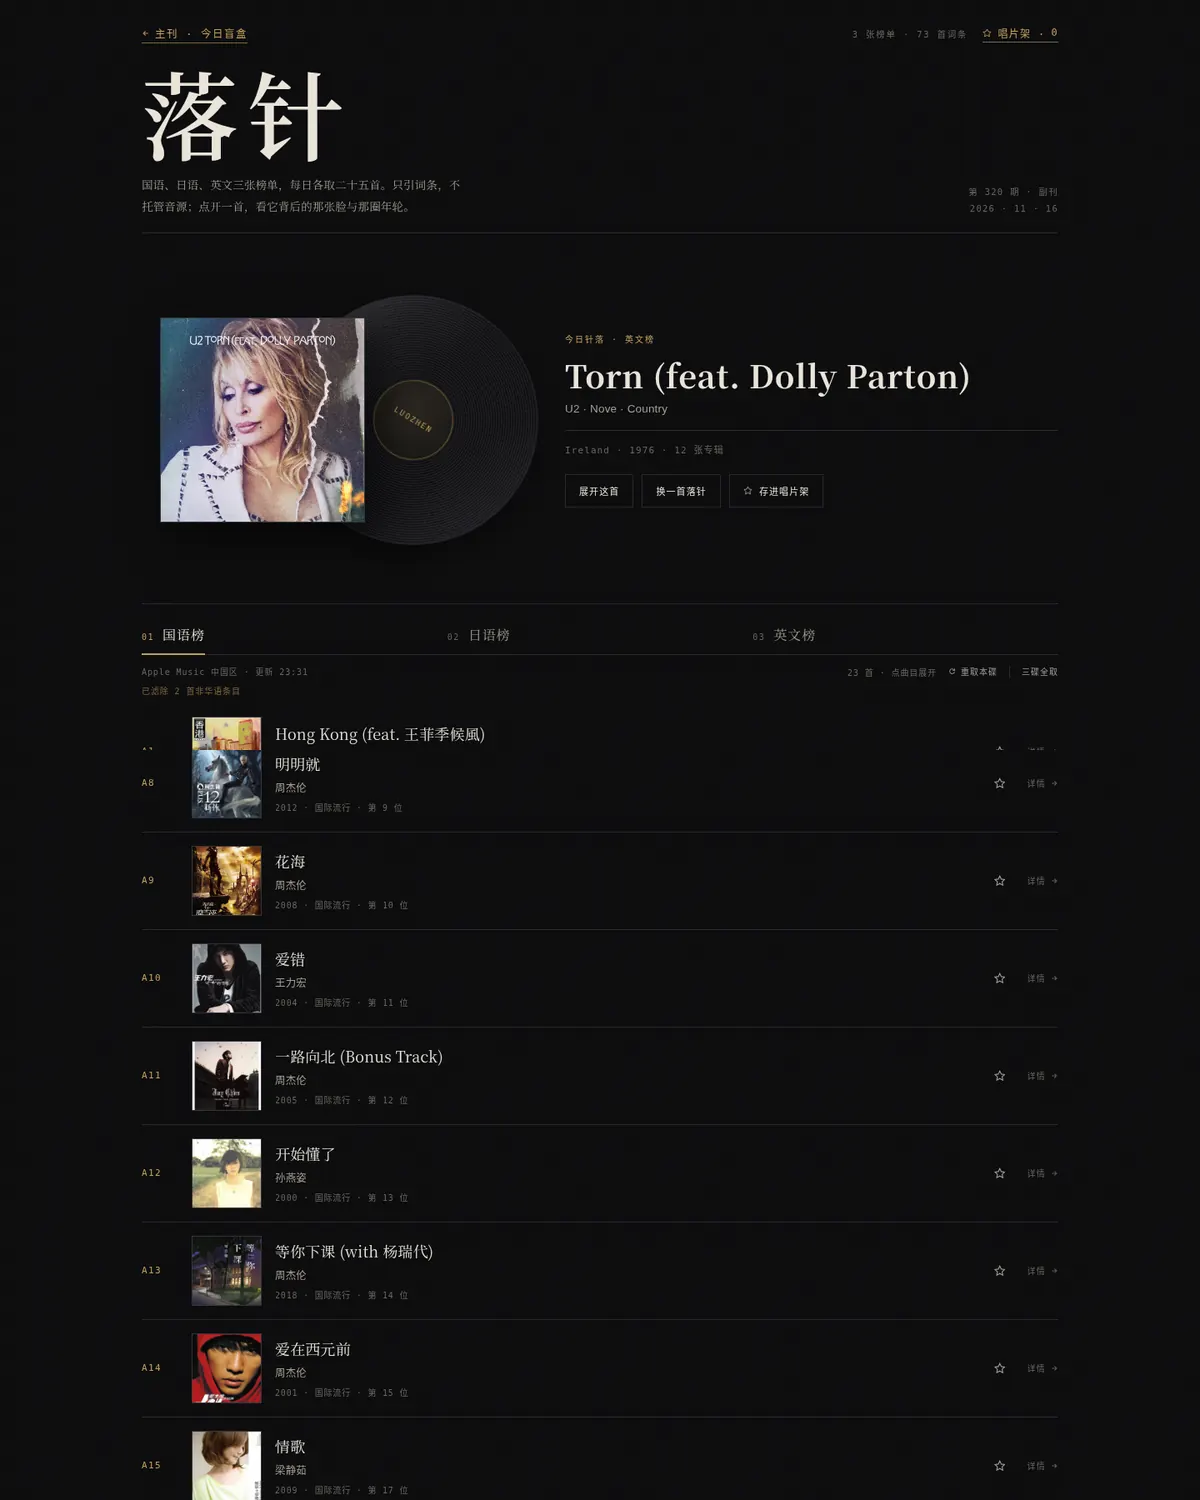 ← 主刊 · 今日盲盒
3 张榜单 · 73 首词条
☆ 唱片架 · 0
落针
国语、日语、英文三张榜单，每日各取二十五首。只引词条，不
托管音源；点开一首，看它背后的那张脸与那圈年轮。
第 320 期 · 副刊
2026 · 11 · 16
U2 TORN (FEAT. DOLLY PARTON)
LUOZHEN
今日针落 · 英文榜
Torn (feat. Dolly Parton)
U2 · Nove · Country
Ireland · 1976 · 12 张专辑
展开这首
换一首落针
☆ 存进唱片架
01 国语榜
02 日语榜
03 英文榜
Apple Music 中国区 · 更新 23:31
23 首 · 点曲目展开
重取本碟
三碟全取
已滤除 2 首非华语条目
香港
Hong Kong (feat. 王菲季候風)
A8
明明就
周杰伦
2012 · 国际流行 · 第 9 位
☆ 详情 →
A9
花海
周杰伦
2008 · 国际流行 · 第 10 位
☆ 详情 →
A10
爱错
王力宏
2004 · 国际流行 · 第 11 位
☆ 详情 →
A11
一路向北 (Bonus Track)
周杰伦
2005 · 国际流行 · 第 12 位
☆ 详情 →
A12
开始懂了
孙燕姿
2000 · 国际流行 · 第 13 位
☆ 详情 →
A13
等你下课 (with 杨瑞代)
周杰伦
2018 · 国际流行 · 第 14 位
☆ 详情 →
A14
爱在西元前
周杰伦
2001 · 国际流行 · 第 15 位
☆ 详情 →
A15
情歌
梁静茹
2009 · 国际流行 · 第 17 位
☆ 详情 →